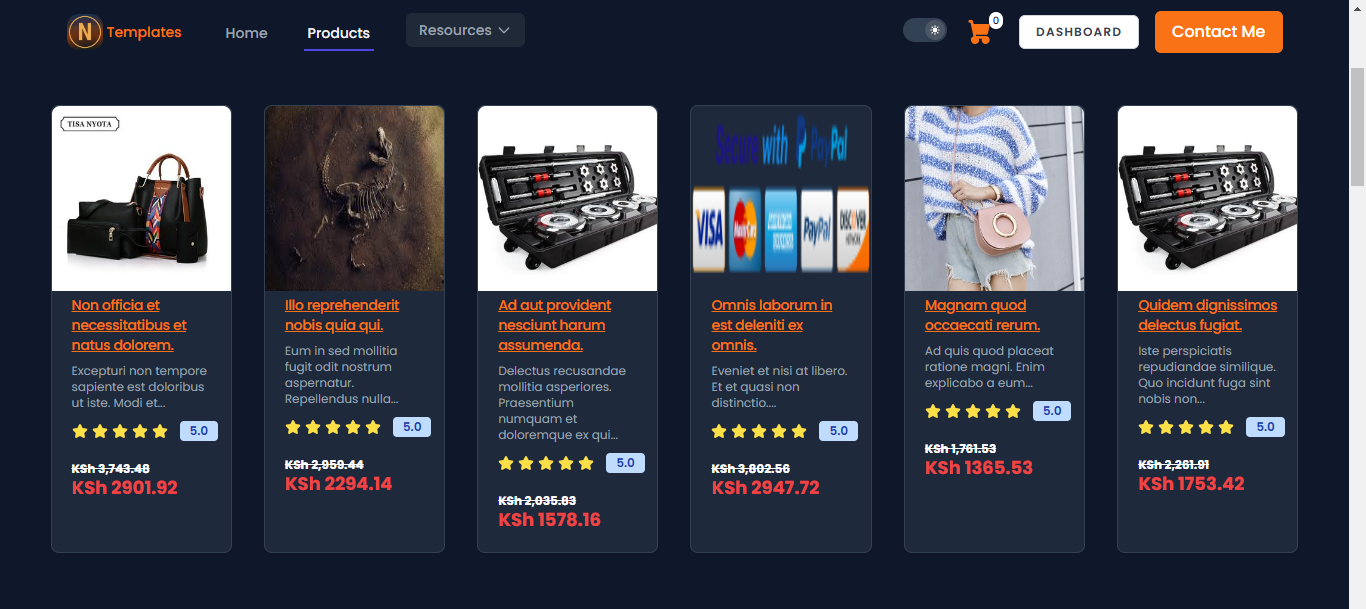 N Templates
Home
Products
Resources
0
DASHBOARD
Contact Me
TISA NYOTA
Non officia et
necessitatibus et
natus dolorem.
Excepturi non tempore
sapiente est doloribus
ut iste. Modi et...
5.0
KSh 3,743.48
KSh 2901.92
Illo reprehenderit
nobis quia qui.
Eum in sed mollitia
fugit odit nostrum
aspernatur.
Repellendus nulla...
5.0
KSh 2,959.44
KSh 2294.14
Ad aut provident
nesciunt harum
assumenda.
Delectus recusandae
mollitia asperiores.
Praesentium
numquam et
doloremque ex qui...
5.0
KSh 2,035.83
KSh 1578.16
Secure with PayPal
VISA
MasterCard
PayPal
DISCOVER
NETWORK
Omnis laborum in
est deleniti ex
omnis.
Eveniet et nisi at libero.
Et et quasi non
distinctio....
5.0
KSh 3,802.56
KSh 2947.72
Magnam quod
occaecati rerum.
Ad quis quod placeat
ratione magni. Enim
explicabo a eum...
5.0
KSh 1,761.53
KSh 1365.53
Quidem dignissimos
delectus fugiat.
Iste perspiciatis
repudiandae similique.
Quo incidunt fuga sint
nobis non...
5.0
KSh 2,261.91
KSh 1753.42